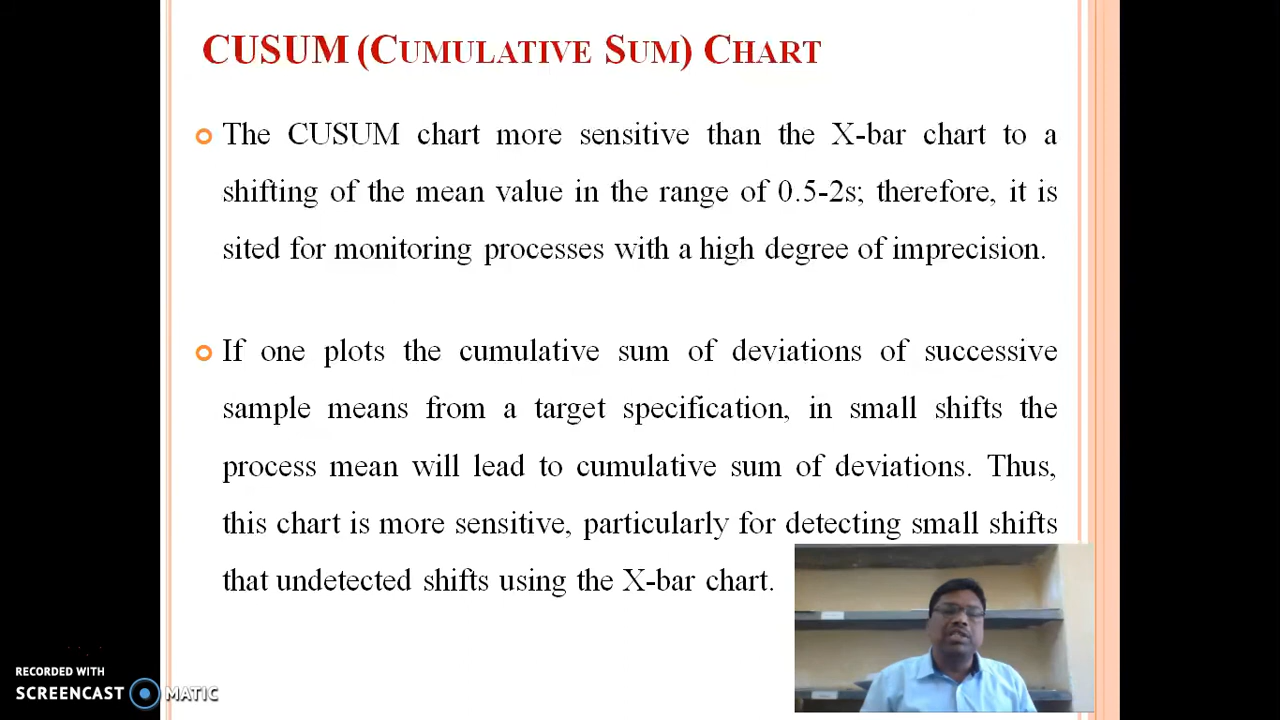 CUSUM (CUMULATIVE SUM) CHART
The CUSUM chart more sensitive than the X-bar chart to a
shifting of the mean value in the range of 0.5-2s; therefore, it is
sited for monitoring processes with a high degree of imprecision.
If one plots the cumulative sum of deviations of successive
sample means from a target specification, in small shifts the
process mean will lead to cumulative sum of deviations. Thus,
this chart is more sensitive, particularly for detecting small shifts
that undetected shifts using the X-bar chart.
RECORDED WITH
SCREENCAST MATIC